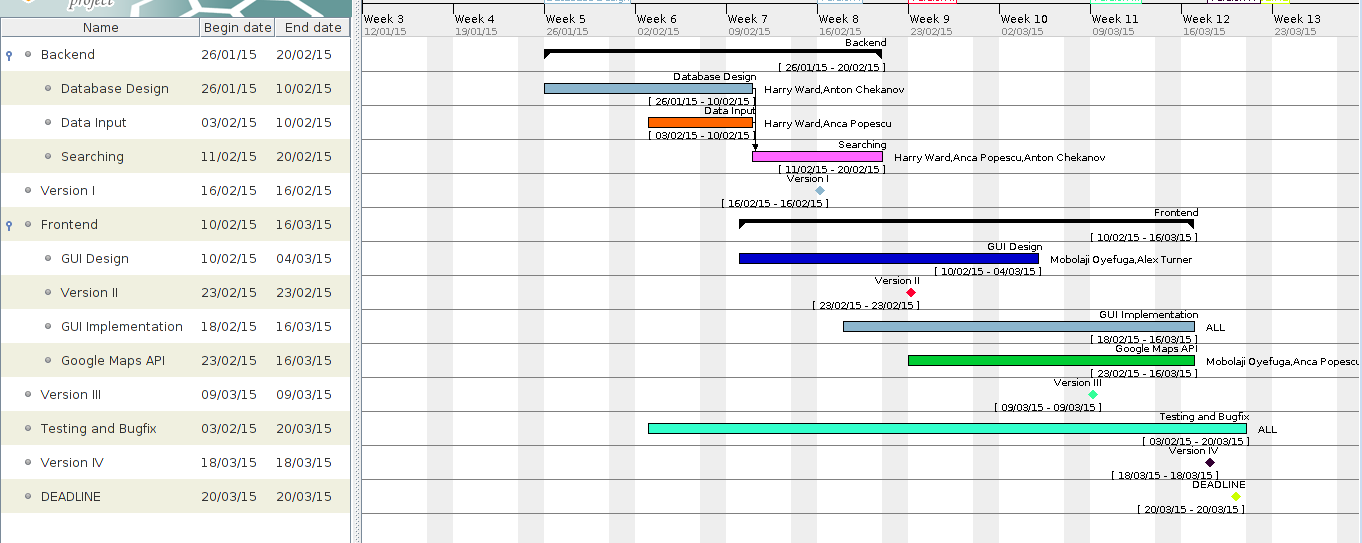 project
Name Begin date End date
Week 3 Week 4 Week 5 Week 6 Week 7 Week 8 Week 9 Week 10 Week 11 Week 12 Week 13
12/01/15 19/01/15 26/01/15 02/02/15 09/02/15 16/02/15 23/02/15 02/03/15 09/03/15 16/03/15 23/03/15
Backend 26/01/15 20/02/15
Backend
[ 26/01/15 - 20/02/15 ]
Database Design 26/01/15 10/02/15
Database Design
Harry Ward,Anton Chekanov
[ 26/01/15 - 10/02/15 ]
Data Input 03/02/15 10/02/15
Data Input
Harry Ward,Anca Popescu
[ 03/02/15 - 10/02/15 ]
Searching 11/02/15 20/02/15
Searching
Harry Ward,Anca Popescu,Anton Chekanov
[ 11/02/15 - 20/02/15 ]
Version I 16/02/15 16/02/15
Version I
[ 16/02/15 - 16/02/15 ]
Frontend 10/02/15 16/03/15
Frontend
[ 10/02/15 - 16/03/15 ]
GUI Design 10/02/15 04/03/15
GUI Design
Mobolaji Oyefuga,Alex Turner
[ 10/02/15 - 04/03/15 ]
Version II 23/02/15 23/02/15
Version II
[ 23/02/15 - 23/02/15 ]
GUI Implementation 18/02/15 16/03/15
GUI Implementation
ALL
[ 18/02/15 - 16/03/15 ]
Google Maps API 23/02/15 16/03/15
Google Maps API
Mobolaji Oyefuga,Anca Popescu
[ 23/02/15 - 16/03/15 ]
Version III 09/03/15 09/03/15
Version III
[ 09/03/15 - 09/03/15 ]
Testing and Bugfix 03/02/15 20/03/15
Testing and Bugfix
ALL
[ 03/02/15 - 20/03/15 ]
Version IV 18/03/15 18/03/15
Version IV
[ 18/03/15 - 18/03/15 ]
DEADLINE 20/03/15 20/03/15
DEADLINE
[ 20/03/15 - 20/03/15 ]